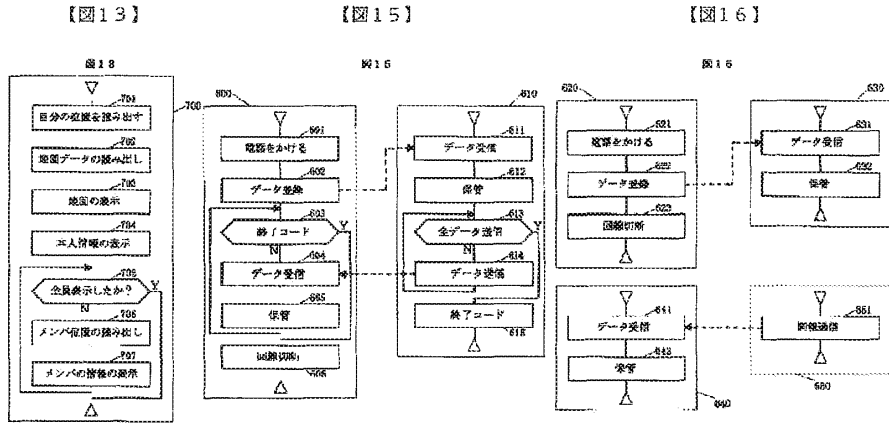 【図13】
【図15】
【図16】
図13
700
701
自分の位置を読み出す
702
地図データの読み出し
703
地図の表示
704
本人情報の表示
705
全員表示したか？
Y
N
706
メンバ位置の読み出し
707
メンバの情報の表示
図15
600
601
電話をかける
602
データ登録
603
終了コード
Y
N
604
データ受信
605
保管
回線切断
606
610
611
データ受信
612
保管
613
全データ送信
Y
N
614
データ送信
終了コード
615
図16
620
621
電話をかける
622
データ登録
623
回線切断
630
631
データ受信
632
保管
641
データ受信
642
保管
640
651
同報通信
650